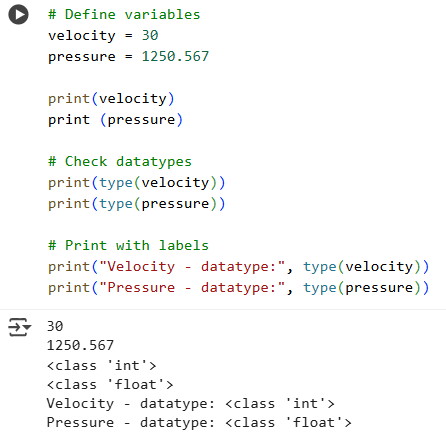 # Define variables
velocity = 30
pressure = 1250.567
print(velocity)
print (pressure)
# Check datatypes
print(type(velocity))
print(type(pressure))
# Print with labels
print("Velocity - datatype:", type(velocity))
print("Pressure - datatype:", type(pressure))
30
1250.567
<class 'int'>
<class 'float'>
Velocity - datatype: <class 'int'>
Pressure - datatype: <class 'float'>